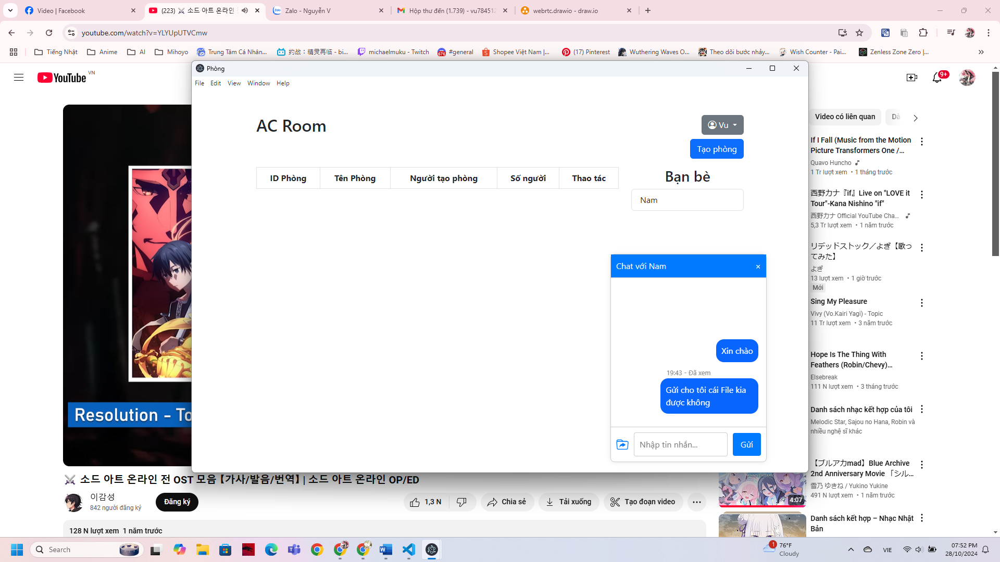 Video | Facebook
(223) ⚔️ 소드 아트 온라인 전
Zalo - Nguyễn V
Hộp thư đến (1.739) - vu78451
webrtc.drawio - draw.io
youtube.com/watch?v=YLYUpUTVCmw
Tiếng Nhật
Anime
AI
Mihoyo
Trung Tâm Cá Nhân...
约战：精灵再临 - bi...
michaelmuku - Twitch
#general
676
Shopee Việt Nam |...
(17) Pinterest
Wuthering Waves O...
Theo dõi bước nhảy...
Wish Counter - Pai...
Zenless Zone Zero |...
YouTube VN
9+
Phòng
File Edit View Window Help
AC Room
Vu
Tạo phòng
ID Phòng
Tên Phòng
Người tạo phòng
Số người
Thao tác
Bạn bè
Nam
Chat với Nam ×
Xin chào
19:43 - Đã xem
Gửi cho tôi cái File kia
được không
Nhập tin nhắn...
Gửi
Resolution - To
Video có liên quan
If I Fall (Music from the Motion
Picture Transformers One /...
Quavo Huncho
1 Tr lượt xem • 1 tháng trước
西野カナ『if』Live on "LOVE it
Tour"-Kana Nishino "if"
西野カナ Official YouTube Cha...
5,3 Tr lượt xem • 1 năm trước
リデッドストック／よぎ【歌っ
てみた】
よぎ
13 lượt xem • 1 giờ trước
Mới
Sing My Pleasure
Vivy (Vo.Kairi Yagi) - Topic
11 Tr lượt xem • 3 năm trước
Hope Is The Thing With
Feathers (Robin/Chevy)...
Elsebreak
111 N lượt xem • 3 tháng trước
Danh sách nhạc kết hợp của tôi
Melodic Star, Sajou no Hana, Robin và
nhiều nghệ sĩ khác
【ブルアカmad】Blue Archive
2nd Anniversary Movie 「シル...
雪乃 ゆきね / Yukino Yukine
491 N lượt xem • 1 năm trước
ANNIVERSARY
4:07
Danh sách kết hợp – Nhạc Nhật
Bản
⚔️ 소드 아트 온라인 전 OST 모음 【가사/발음/번역】 | 소드 아트 온라인 OP/ED
이감성
842 người đăng ký
Đăng ký
1,3 N
Chia sẻ
Tải xuống
Tạo đoạn video
128 N lượt xem 1 năm trước
Search
1
76°F
Cloudy
VIE
07:52 PM
28/10/2024